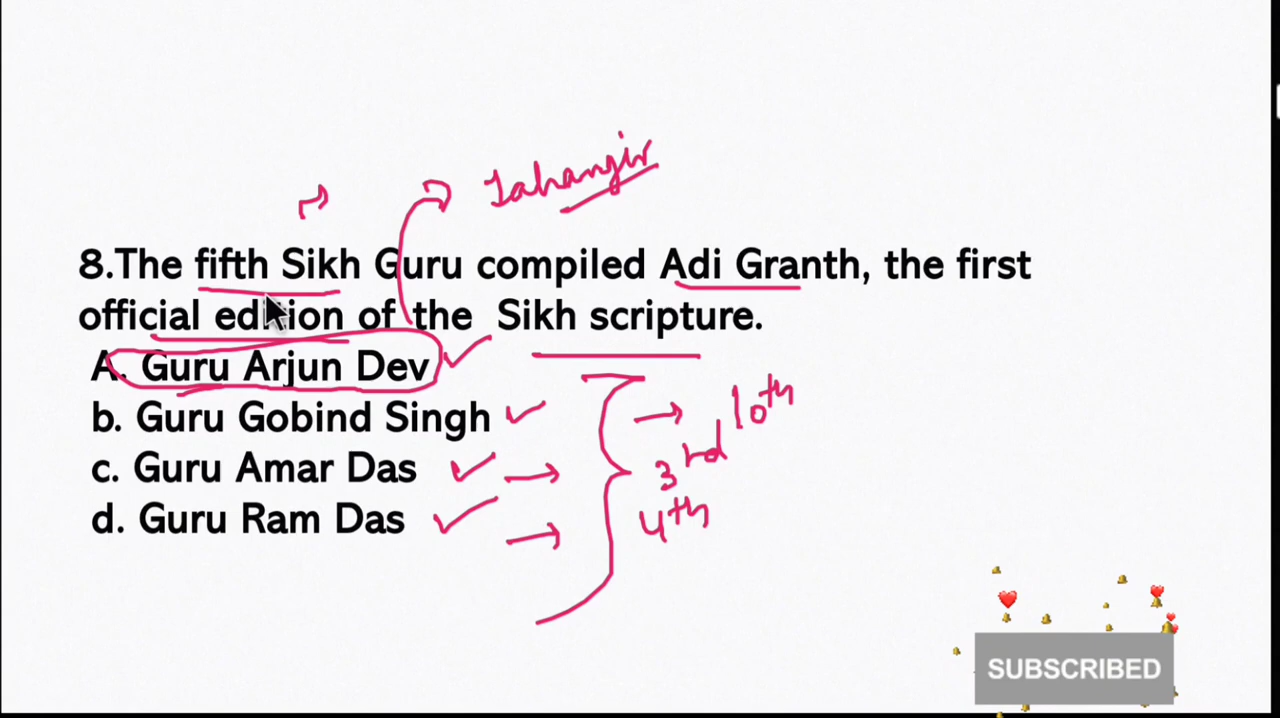 Jahangir
8.The fifth Sikh Guru compiled Adi Granth, the first
official edition of the Sikh scripture.
A. Guru Arjun Dev
b. Guru Gobind Singh
10th
c. Guru Amar Das
3rd
d. Guru Ram Das
4th
SUBSCRIBED